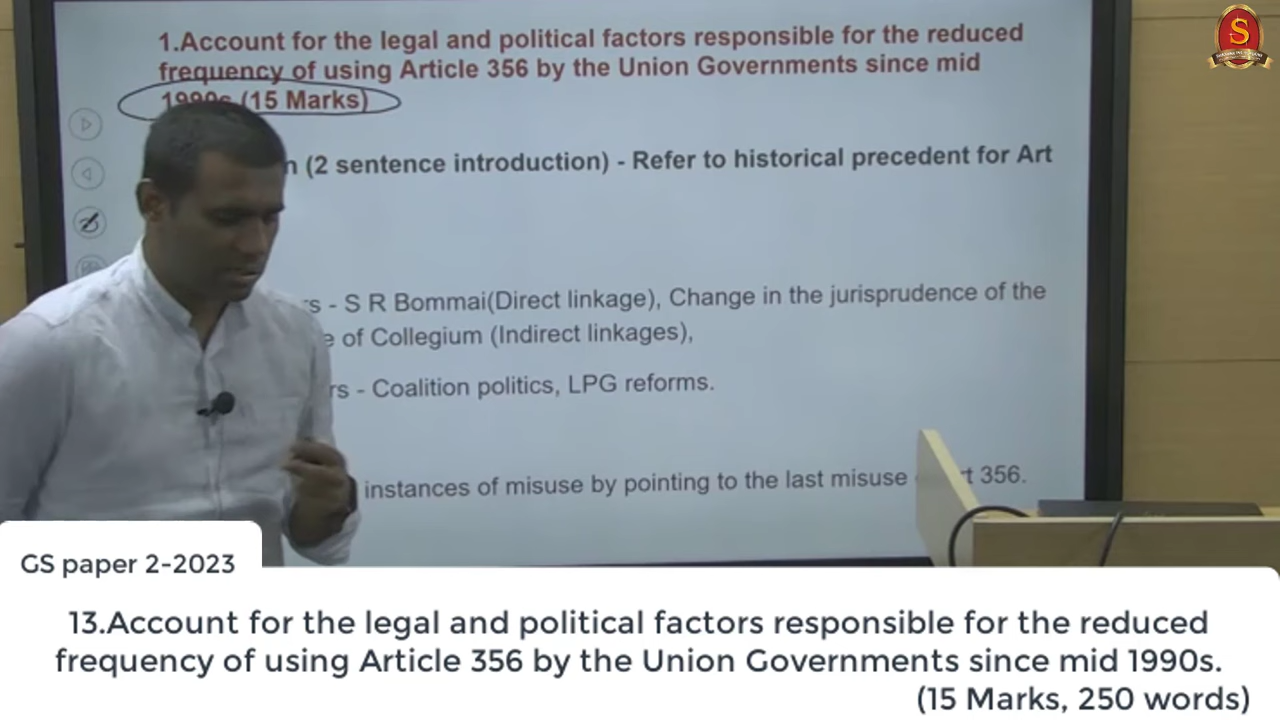 1.Account for the legal and political factors responsible for the reduced
frequency of using Article 356 by the Union Governments since mid
1990s (15 Marks)
(2 sentence introduction) - Refer to historical precedent for Art
- S R Bommai(Direct linkage), Change in the jurisprudence of the
of Collegium (Indirect linkages),
- Coalition politics, LPG reforms.
instances of misuse by pointing to the last misuse 356.
S
GS paper 2-2023
13.Account for the legal and political factors responsible for the reduced
frequency of using Article 356 by the Union Governments since mid 1990s.
(15 Marks, 250 words)